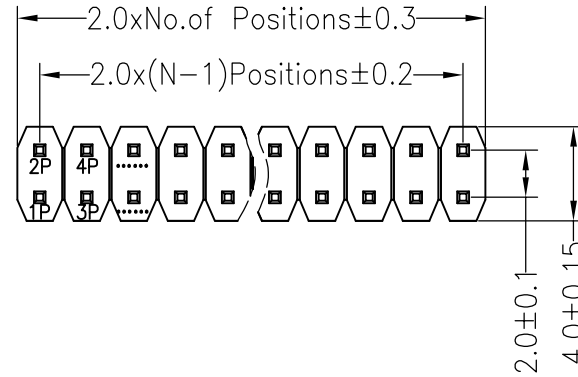 2.0xNo.of Positions±0.3
2.0x(N-1)Positions±0.2
2P 4P ......
1P 3P ......
2.0±0.1
4.0±0.15